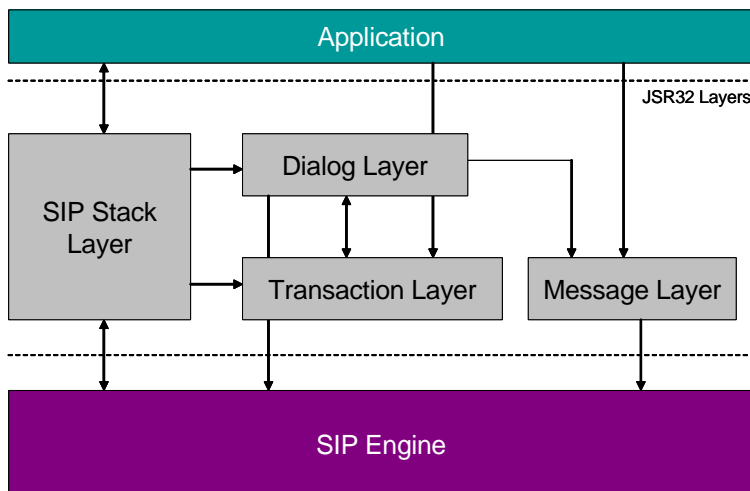 Application
JSR32 Layers
Dialog Layer
SIP Stack
Layer
Transaction Layer
Message Layer
SIP Engine